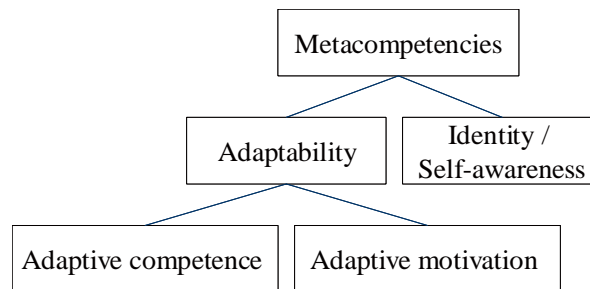 Metacompetencies
Adaptability
Identity /
Self-awareness
Adaptive competence
Adaptive motivation